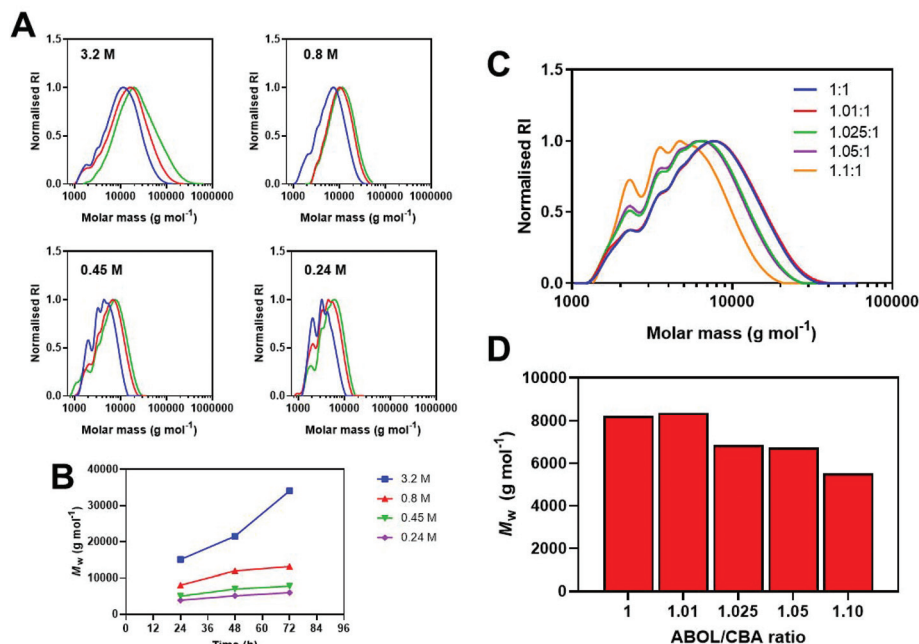 A
3.2 M
Normalised RI
1.5
1.0
0.5
0.0
1000 10000 100000 1000000
Molar mass (g mol⁻¹)
0.8 M
Normalised RI
1.5
1.0
0.5
0.0
1000 10000 100000 1000000
Molar mass (g mol⁻¹)
0.45 M
Normalised RI
1.5
1.0
0.5
0.0
1000 10000 100000 1000000
Molar mass (g mol⁻¹)
0.24 M
Normalised RI
1.5
1.0
0.5
0.0
1000 10000 100000 1000000
Molar mass (g mol⁻¹)
B
Mw (g mol⁻¹)
40000
30000
20000
10000
0
0 12 24 36 48 60 72 84 96
Time (h)
3.2 M
0.8 M
0.45 M
0.24 M
C
Normalised RI
1.5
1.0
0.5
0.0
1000 10000 100000
Molar mass (g mol⁻¹)
1:1
1.01:1
1.025:1
1.05:1
1.1:1
D
Mw (g mol⁻¹)
10000
8000
6000
4000
2000
0
1 1.01 1.025 1.05 1.10
ABOL/CBA ratio